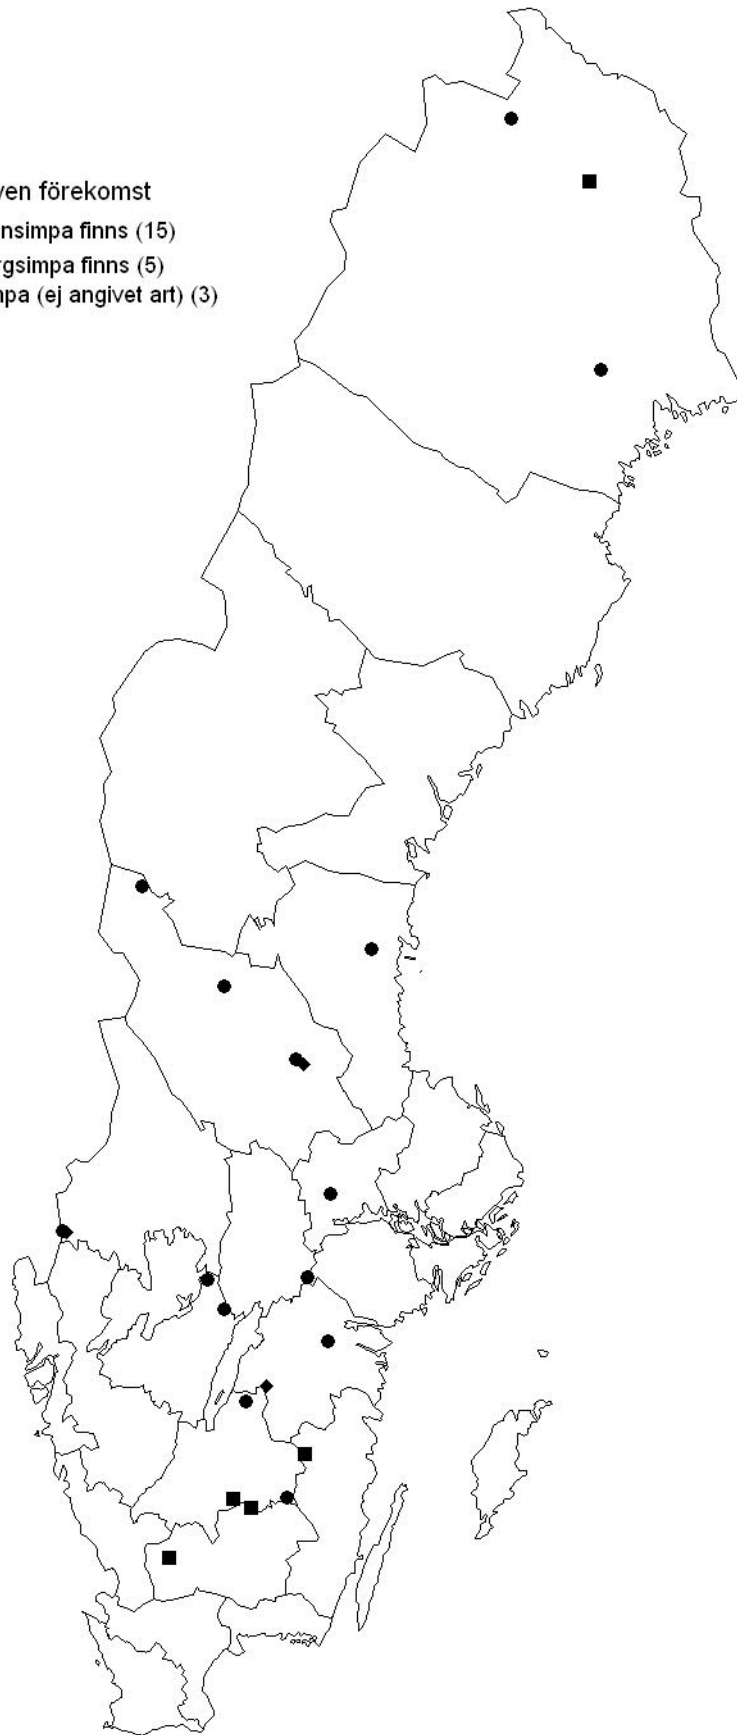 ven förekomst
nsimpa finns (15)
rgsimpa finns (5)
npa (ej angivet art) (3)